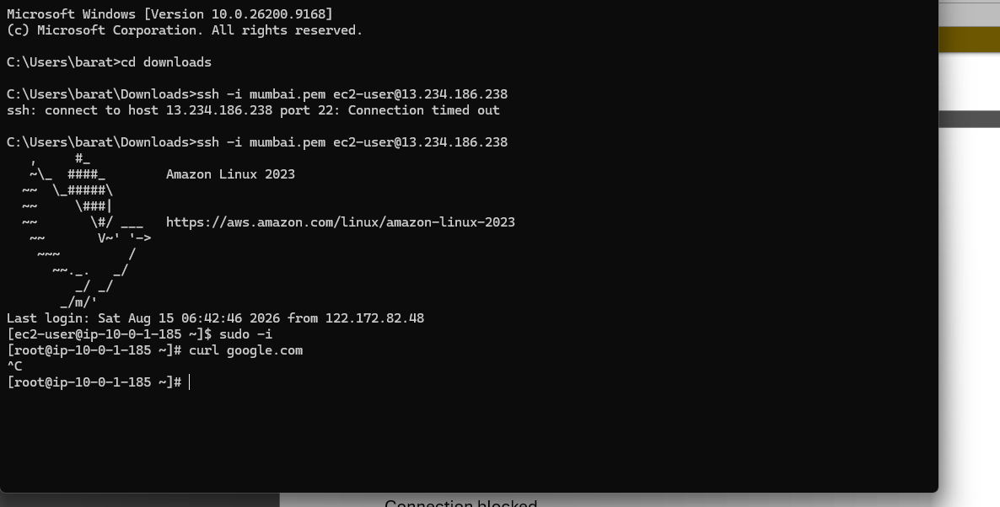 Microsoft Windows [Version 10.0.26200.9168]
(c) Microsoft Corporation. All rights reserved.

C:\Users\barat>cd downloads

C:\Users\barat\Downloads>ssh -i mumbai.pem ec2-user@13.234.186.238
ssh: connect to host 13.234.186.238 port 22: Connection timed out

C:\Users\barat\Downloads>ssh -i mumbai.pem ec2-user@13.234.186.238
   ,     #_
   ~\_  ####_        Amazon Linux 2023
  ~~  \_#####\
  ~~     \###|
  ~~       \#/ ___   https://aws.amazon.com/linux/amazon-linux-2023
   ~~       V~' '->
    ~~~         /
      ~~._.   _/
         _/ _/
       _/m/'
Last login: Sat Aug 15 06:42:46 2026 from 122.172.82.48
[ec2-user@ip-10-0-1-185 ~]$ sudo -i
[root@ip-10-0-1-185 ~]# curl google.com
^C
[root@ip-10-0-1-185 ~]#
Connection blocked